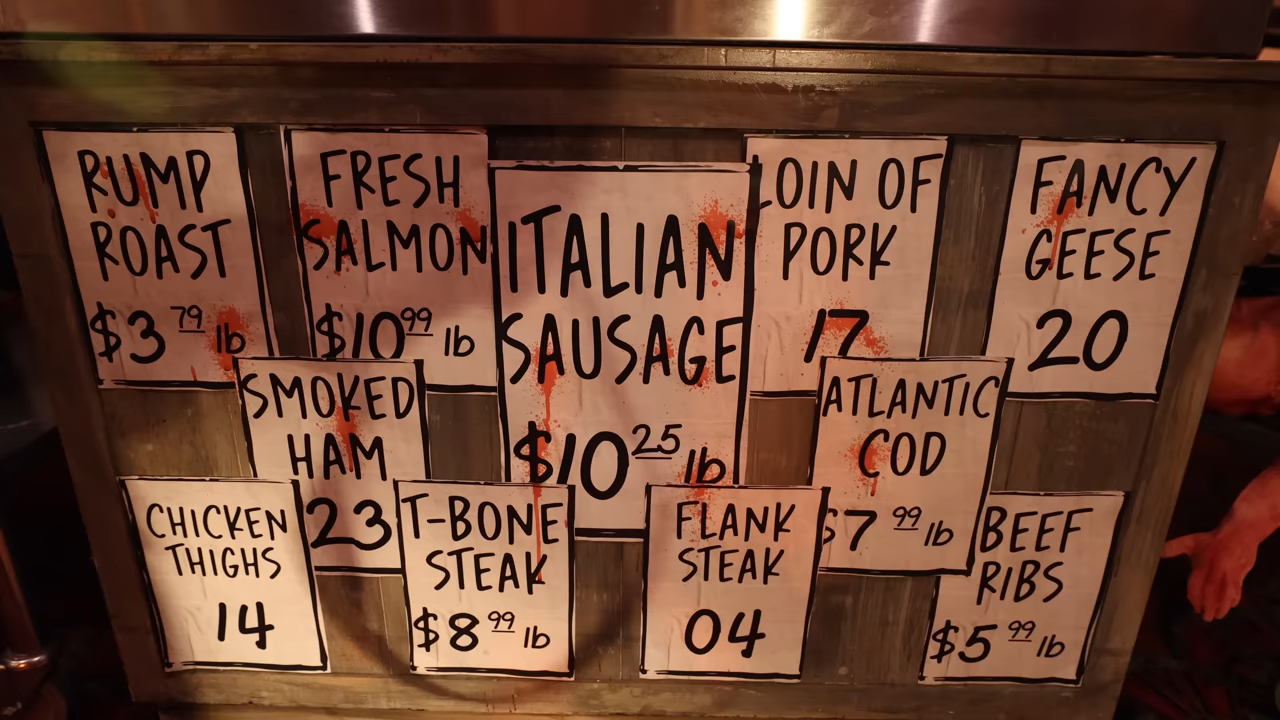 RUMP
ROAST
$3 79 lb
FRESH
SALMON
$10 99 lb
ITALIAN
SAUSAGE
$10 25 lb
LOIN OF
PORK
17
FANCY
GEESE
20
SMOKED
HAM
23
ATLANTIC
COD
$7 99 lb
CHICKEN
THIGHS
14
T-BONE
STEAK
$8 99 lb
FLANK
STEAK
04
BEEF
RIBS
$5 99 lb